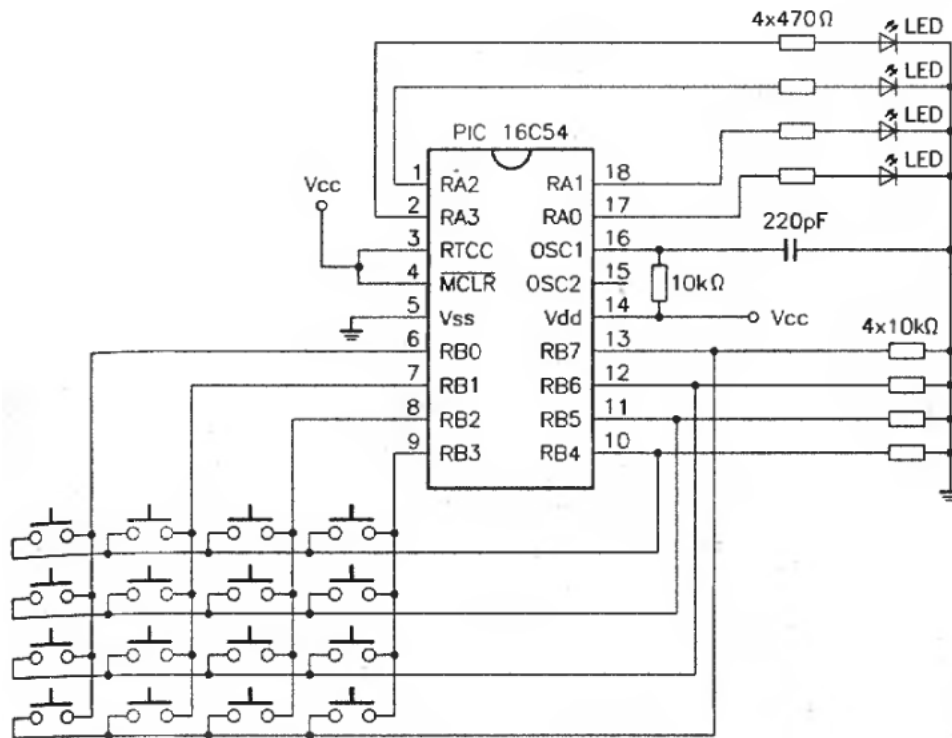 4x470Ω
LED
LED
LED
LED
PIC 16C54
Vcc
1 RA2 RA1 18
2 RA3 RA0 17
3 RTCC OSC1 16
4 MCLR OSC2 15
5 Vss Vdd 14
6 RB0 RB7 13
7 RB1 RB6 12
8 RB2 RB5 11
9 RB3 RB4 10
220pF
10kΩ
Vcc
4x10kΩ